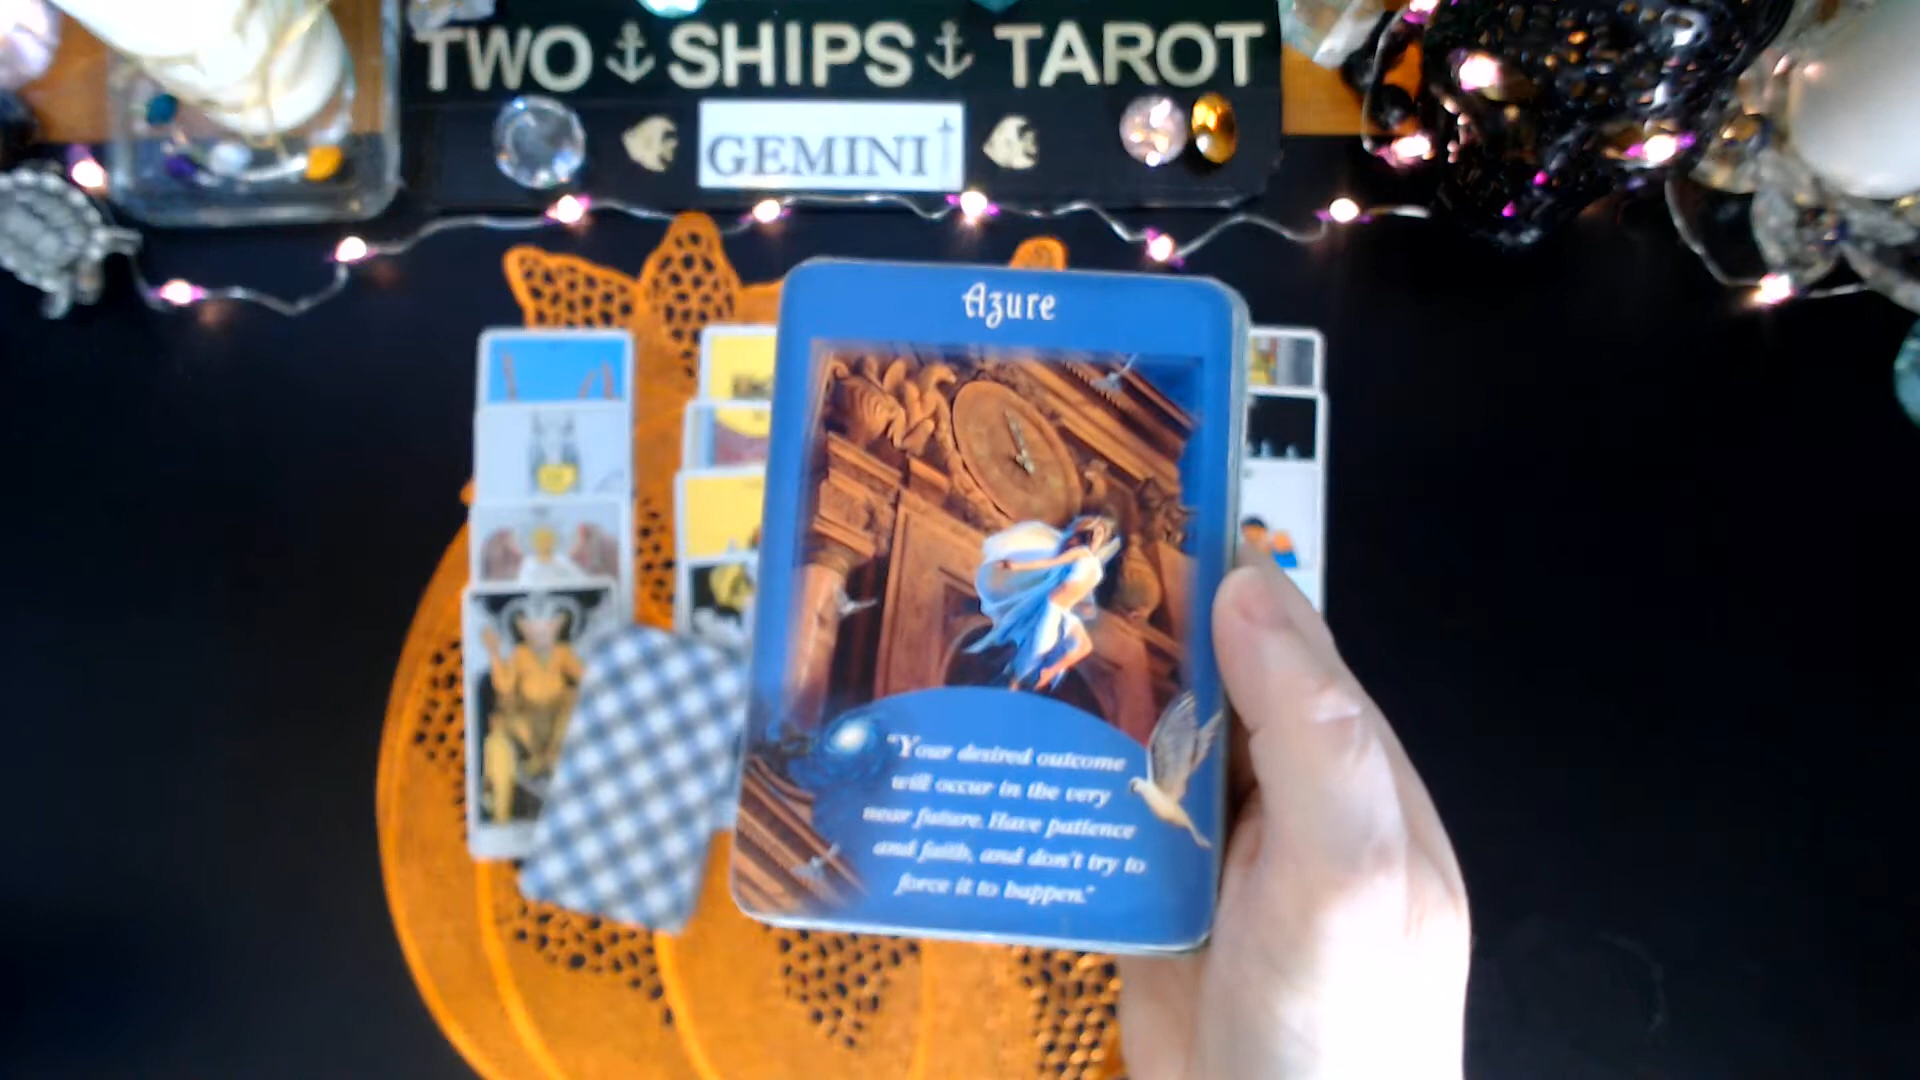 TWO SHIPS TAROT
GEMINI
Azure
"Your desired outcome
will occur in the very
near future. Have patience
and faith, and don't try to
force it to happen."